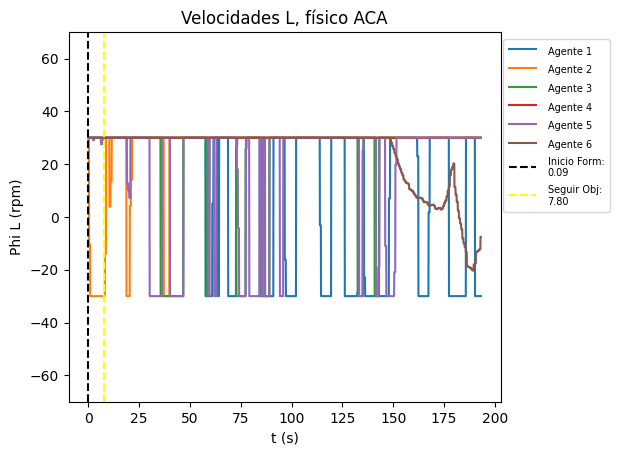 Velocidades L, físico ACA
Phi L (rpm)
60
40
20
0
−20
−40
−60
0
25
50
75
100
125
150
175
200
t (s)
Agente 1
Agente 2
Agente 3
Agente 4
Agente 5
Agente 6
Inicio Form:
0.09
Seguir Obj:
7.80